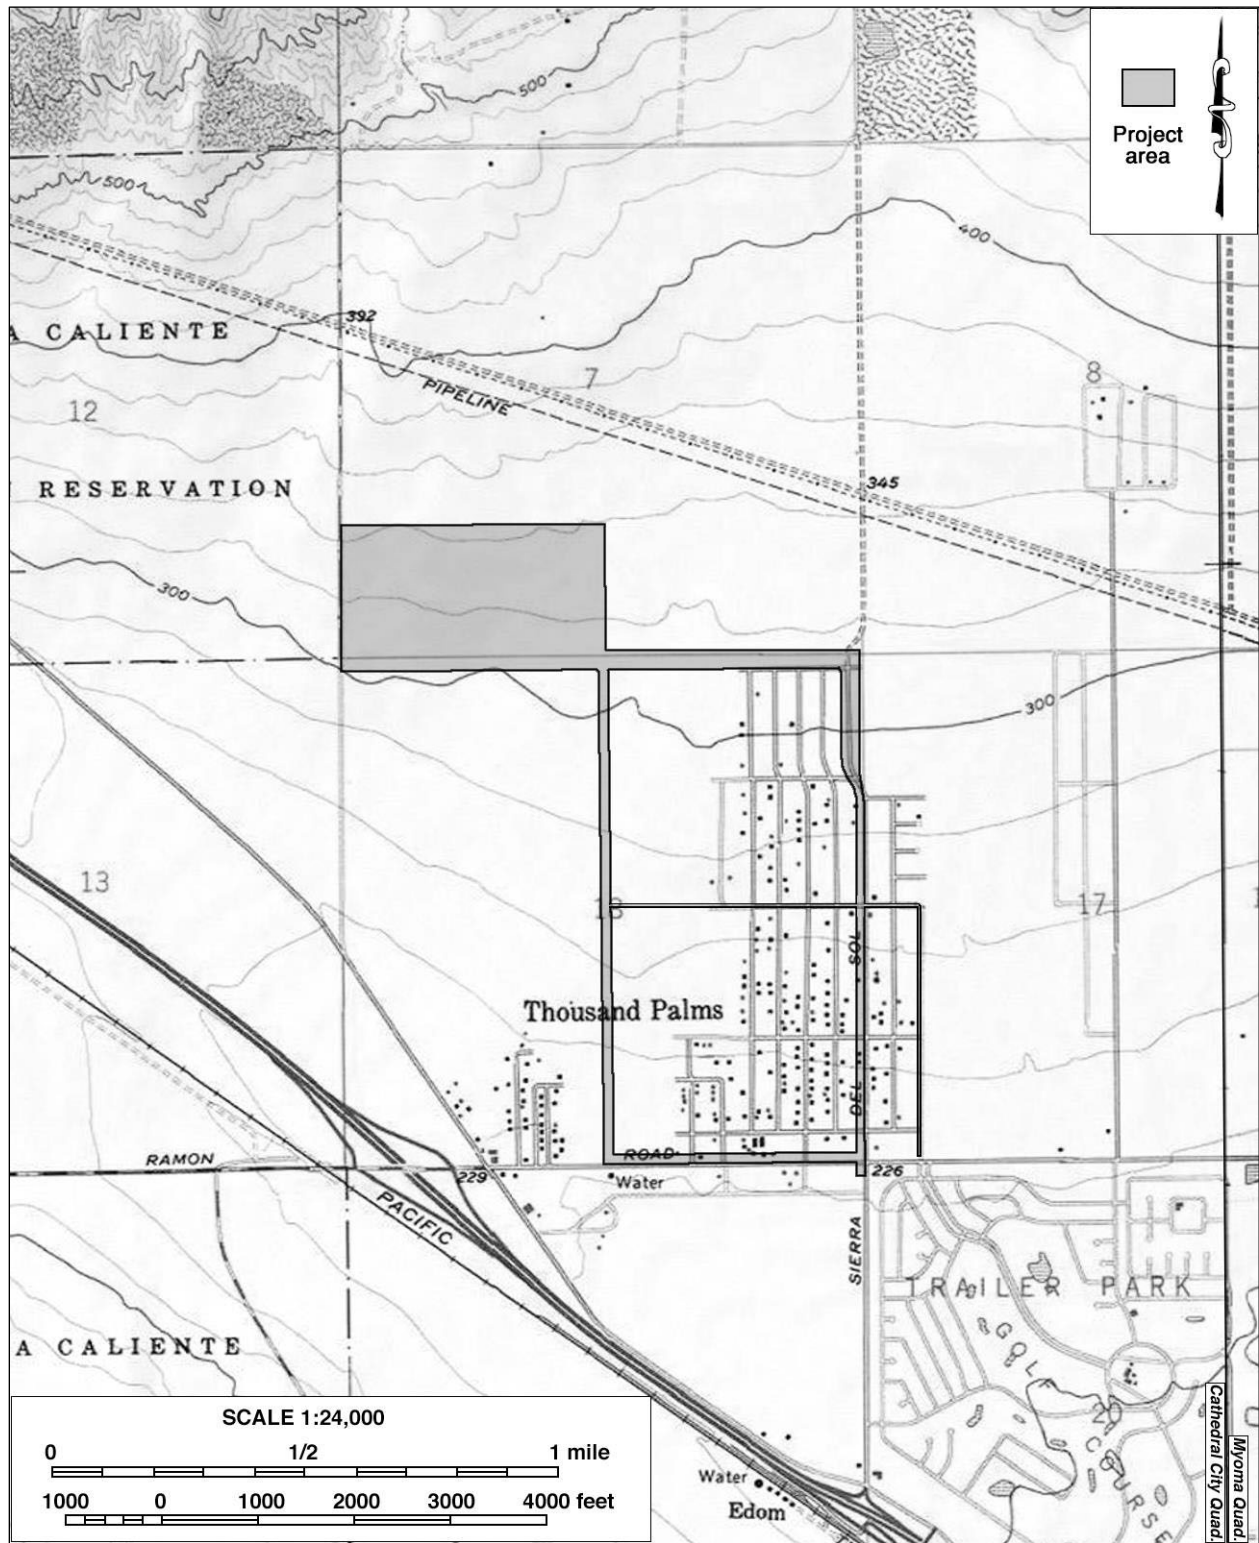 500
Project
area
500
400
A CALIENTE
392
7
8
PIPELINE
12
RESERVATION
345
300
300
13
18
17
SOL
Thousand Palms
DEL
RAMON
ROAD
229
Water
226
PACIFIC
SIERRA
TRAILER PARK
A CALIENTE
GOLF
COURSE
20
SCALE 1:24,000
0 1/2 1 mile
1000 0 1000 2000 3000 4000 feet
Water
Edom
Cathedral City Quad.
Myoma Quad.